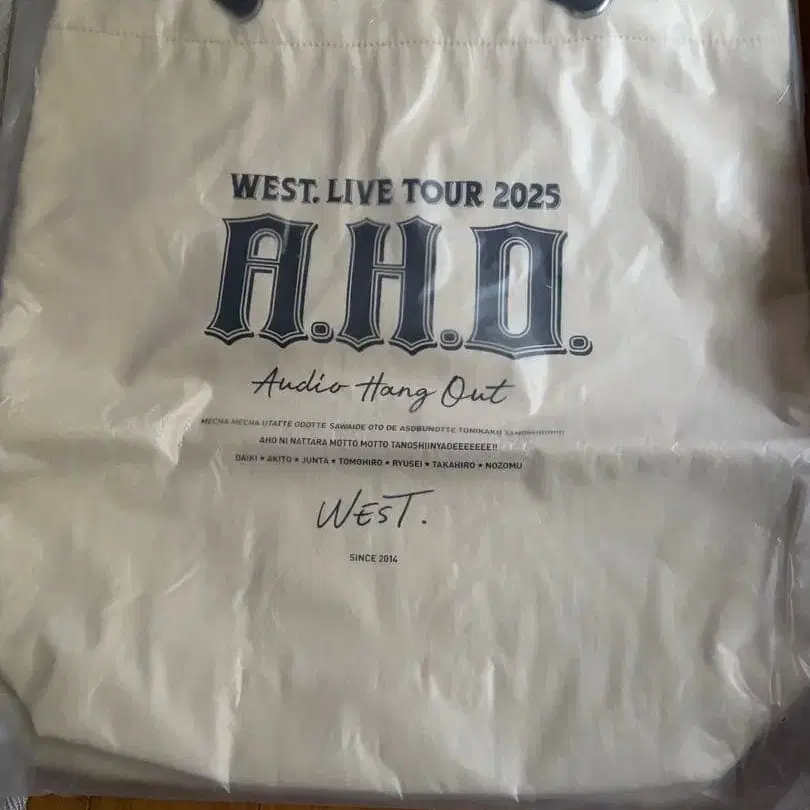 WEST. LIVE TOUR 2025
A.H.O.
Audio Hang Out
MECHA MECHA UTATTE ODOTTE SAWAIDE OTO DE ASOBUNOTTE TONIKAKU
AHO NI NATTARA MOTTO MOTTO TANOSHIINYADEEEEEEE!!
DAIKI ★ AKITO ★ JUNTA ★ TOMOHIRO ★ RYUSEI ★ TAKAHIRO ★ NOZOMU
WEST.
SINCE 2014